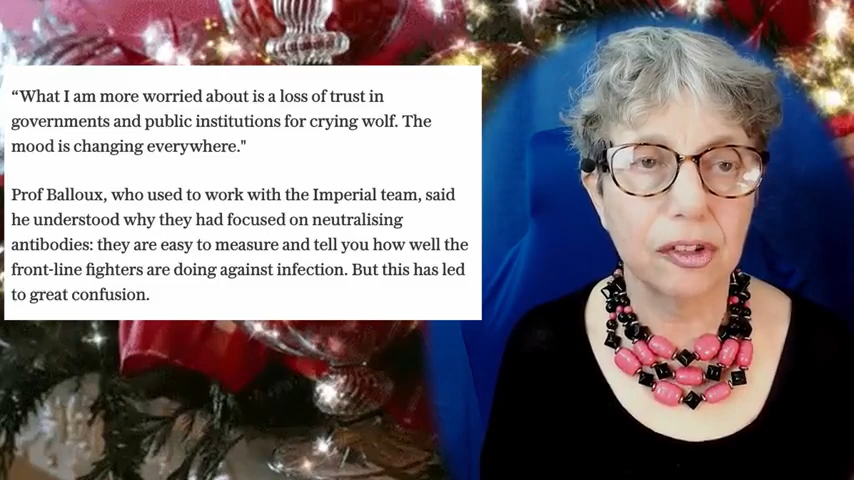 “What I am more worried about is a loss of trust in
governments and public institutions for crying wolf. The
mood is changing everywhere."
Prof Balloux, who used to work with the Imperial team, said
he understood why they had focused on neutralising
antibodies: they are easy to measure and tell you how well the
front-line fighters are doing against infection. But this has led
to great confusion.